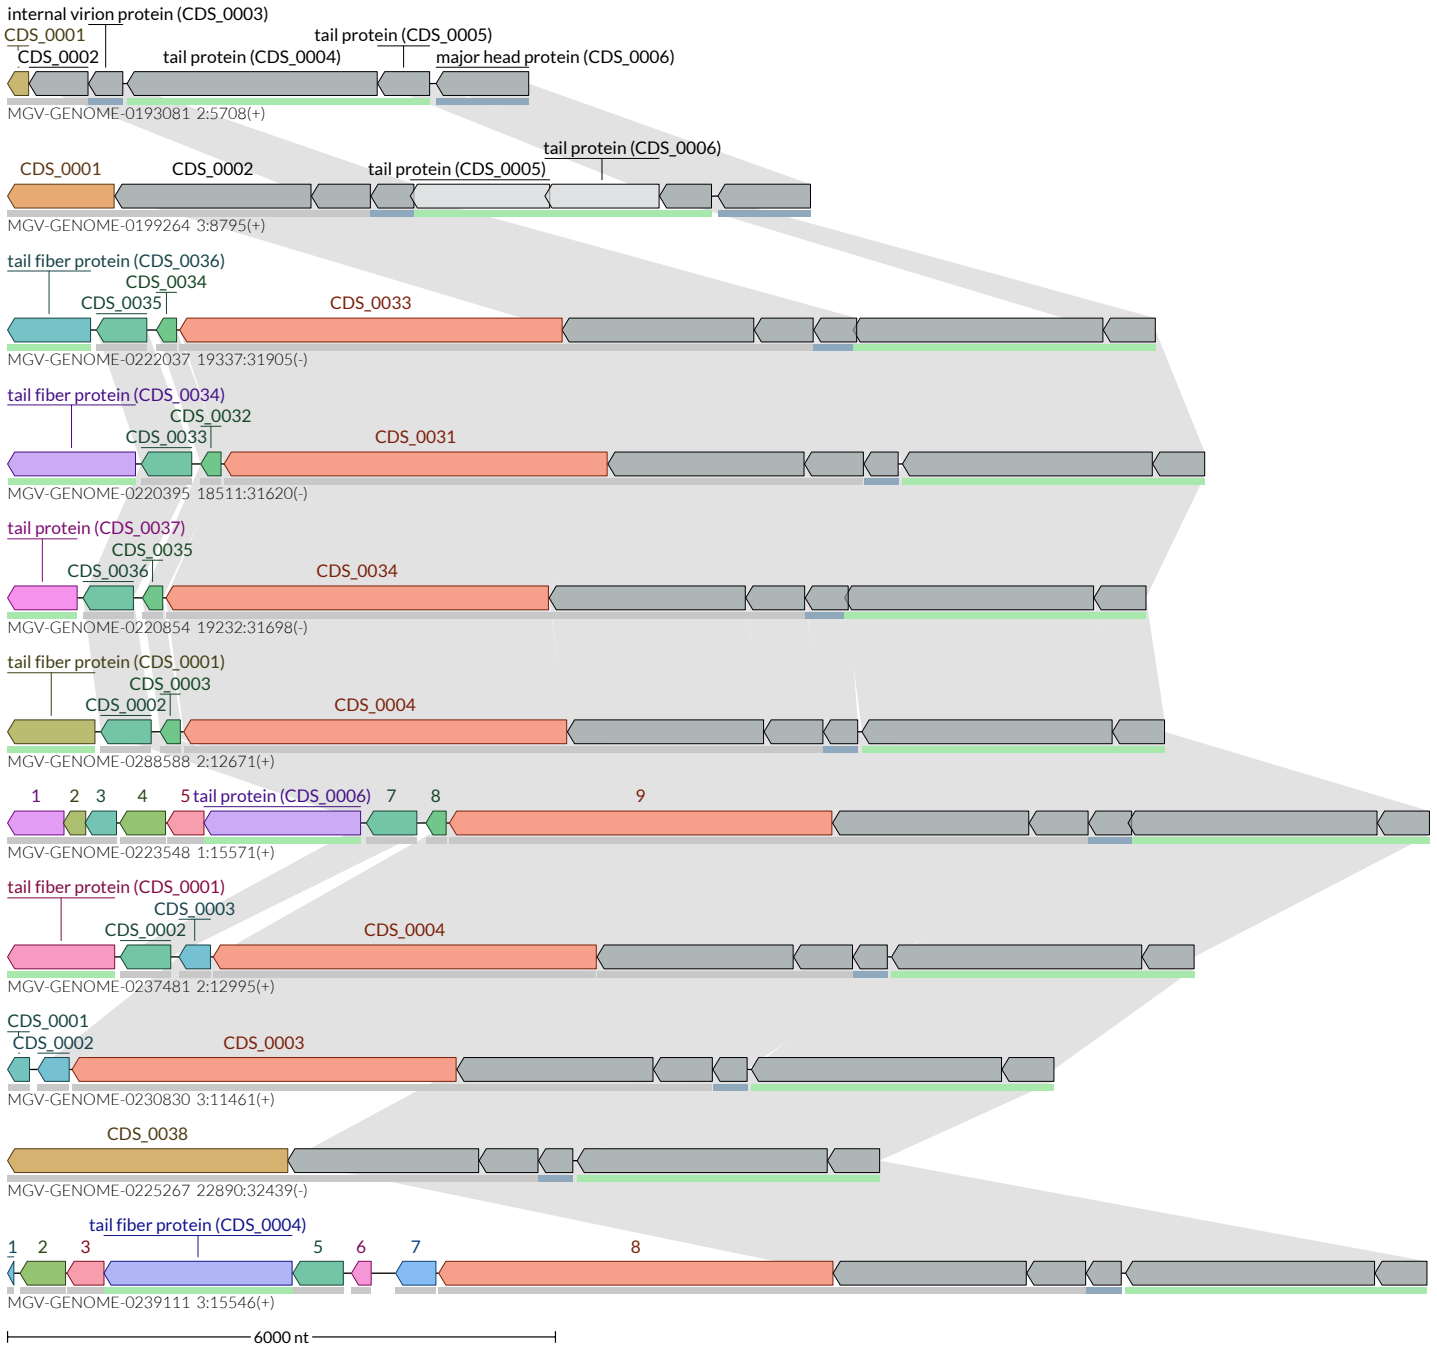 internal virion protein (CDS_0003)
CDS_0001 tail protein (CDS_0005)
CDS_0002 tail protein (CDS_0004) major head protein (CDS_0006)
MGV-GENOME-0193081 2:5708(+)
tail protein (CDS_0006)
CDS_0001 CDS_0002 tail protein (CDS_0005)
MGV-GENOME-0199264 3:8795(+)
tail fiber protein (CDS_0036)
CDS_0034
CDS_0035 CDS_0033
MGV-GENOME-0222037 19337:31905(-)
tail fiber protein (CDS_0034)
CDS_0032
CDS_0033 CDS_0031
MGV-GENOME-0220395 18511:31620(-)
tail protein (CDS_0037)
CDS_0035
CDS_0036 CDS_0034
MGV-GENOME-0220854 19232:31698(-)
tail fiber protein (CDS_0001)
CDS_0003
CDS_0002 CDS_0004
MGV-GENOME-0288588 2:12671(+)
1 2 3 4 5 tail protein (CDS_0006) 7 8 9
MGV-GENOME-0223548 1:15571(+)
tail fiber protein (CDS_0001)
CDS_0003
CDS_0002 CDS_0004
MGV-GENOME-0237481 2:12995(+)
CDS_0001
CDS_0002 CDS_0003
MGV-GENOME-0230830 3:11461(+)
CDS_0038
MGV-GENOME-0225267 22890:32439(-)
tail fiber protein (CDS_0004)
1 2 3 5 6 7 8
MGV-GENOME-0239111 3:15546(+)
6000 nt